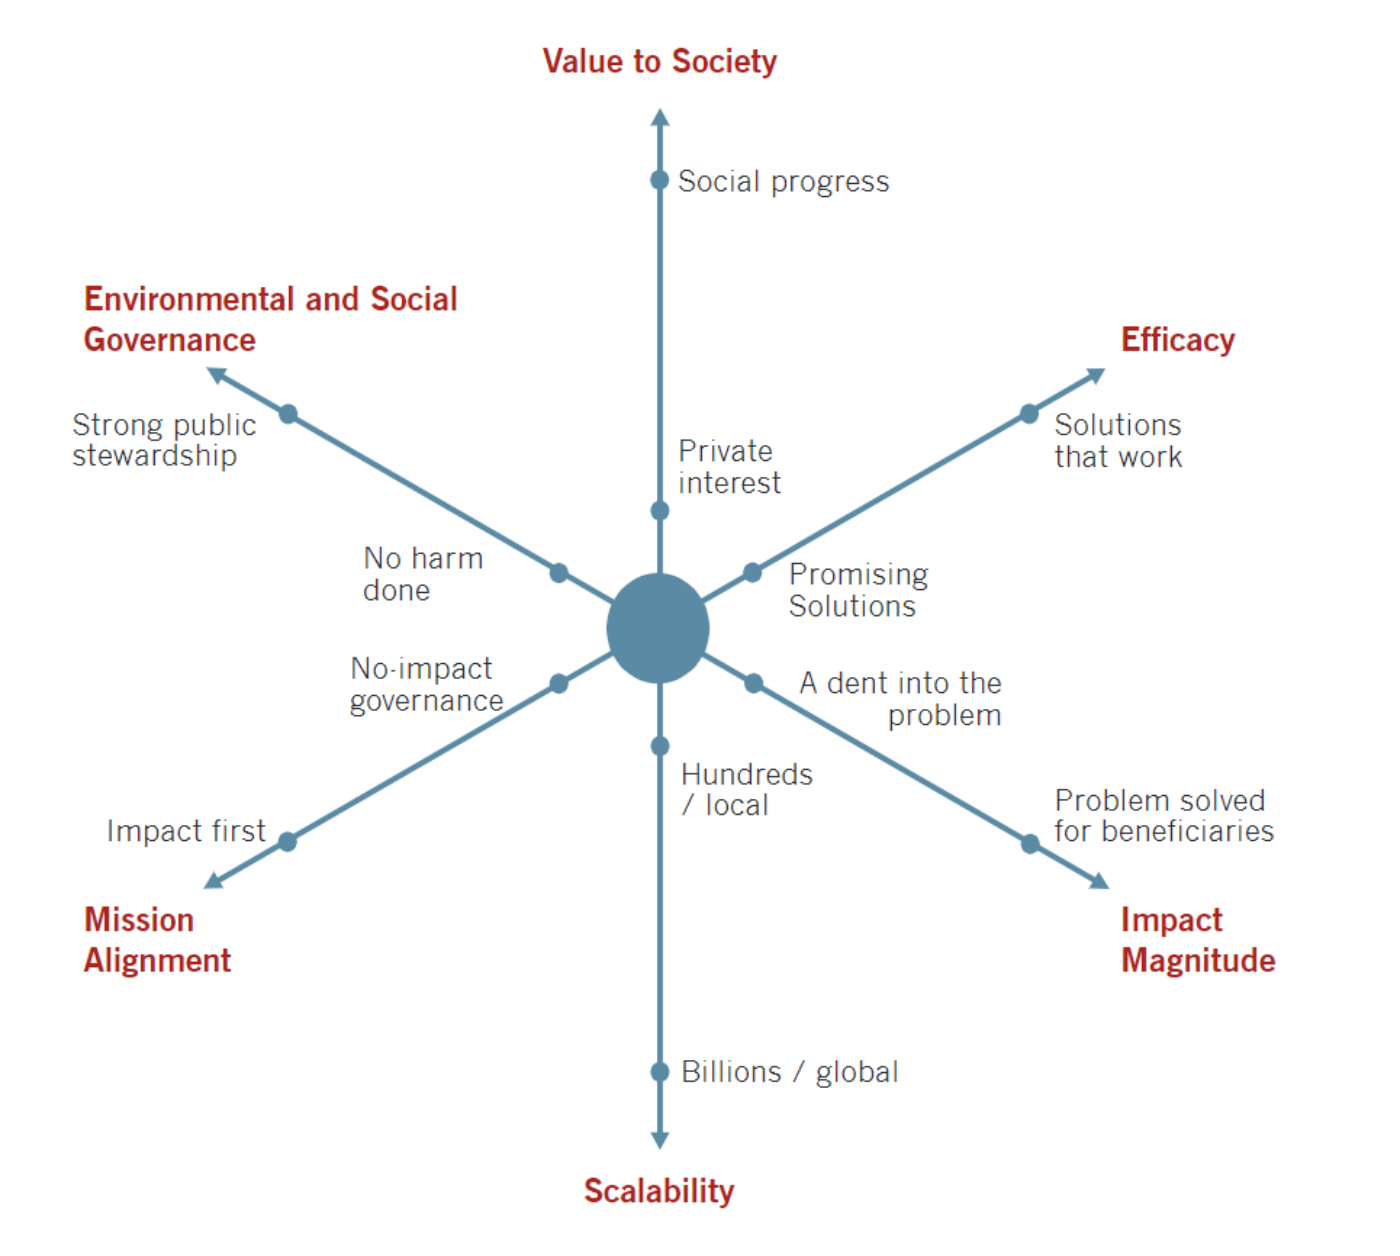 Value to Society
Social progress
Environmental and Social
Governance
Efficacy
Strong public
stewardship
Solutions
that work
Private
interest
No harm
done
Promising
Solutions
No-impact
governance
A dent into the
problem
Hundreds
/ local
Impact first
Problem solved
for beneficiaries
Mission
Alignment
Impact
Magnitude
Billions / global
Scalability